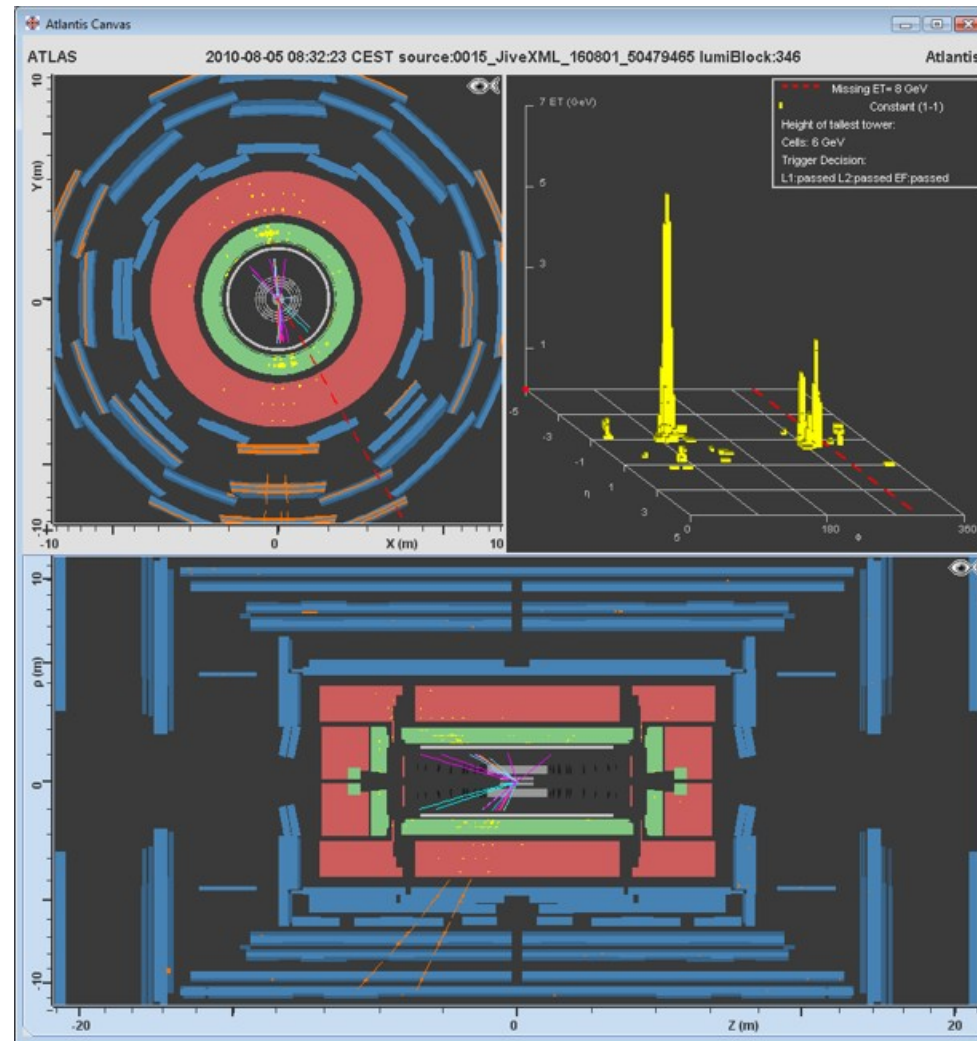 Atlantis Canvas
ATLAS 2010-08-05 08:32:23 CEST source:0015_JiveXML_160801_50479465 lumiBlock:346 Atlantis
10
Y (m)
0
-10
-10 0 X (m) 10
7 ET (GeV)
5
3
1
-5
-3
-1
η 1
3
5 0 180 Φ 360
Missing ET= 8 GeV
Constant (1-1)
Height of tallest tower:
Cells: 6 GeV
Trigger Decision:
L1:passed L2:passed EF:passed
10
ρ (m)
0
-10
-20 0 Z (m) 20